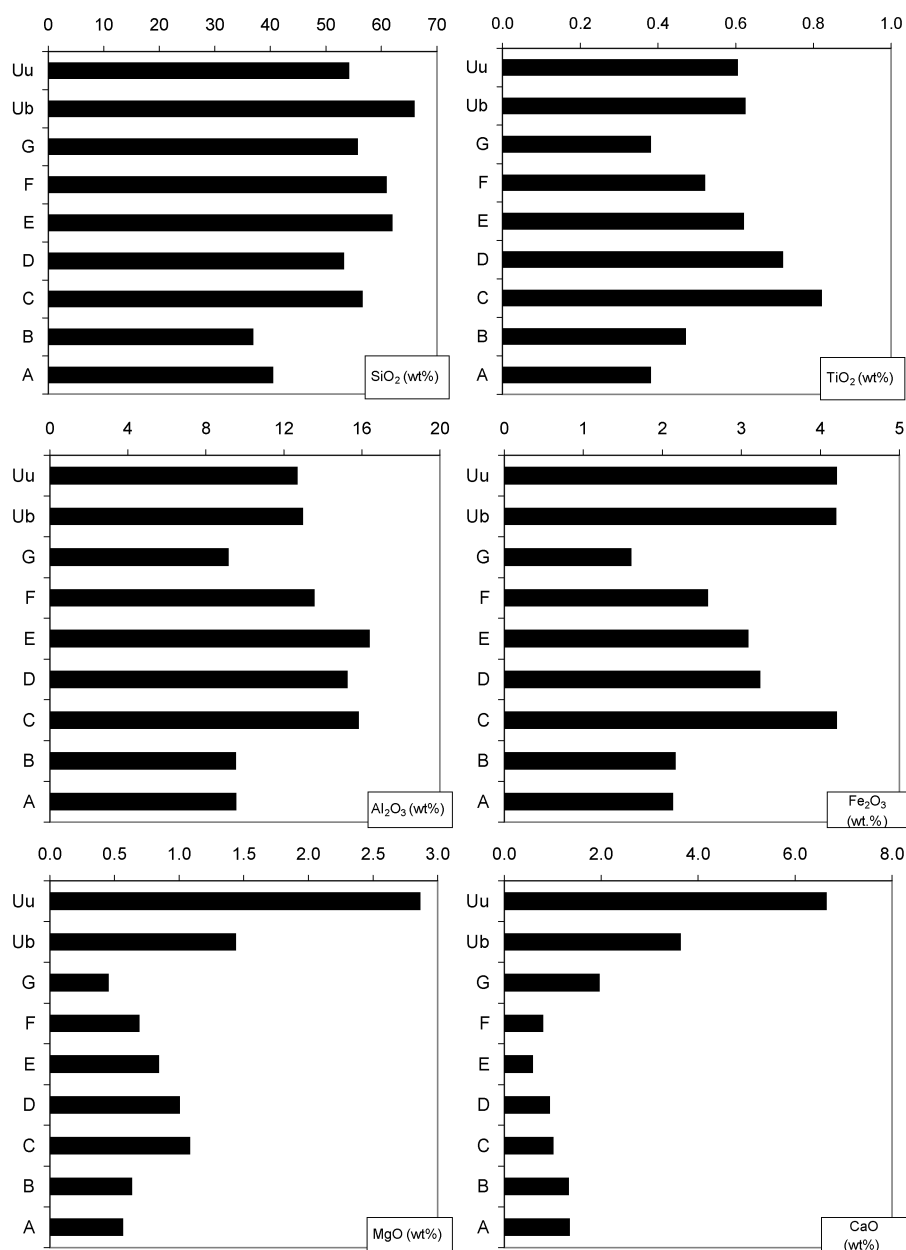 0 10 20 30 40 50 60 70
Uu
Ub
G
F
E
D
C
B
A
SiO₂ (wt%)
0.0 0.2 0.4 0.6 0.8 1.0
Uu
Ub
G
F
E
D
C
B
A
TiO₂ (wt%)
0 4 8 13 16 20
Uu
Ub
G
F
E
D
C
B
A
Al₂O₃ (wt%)
0 1 2 3 4 5
Uu
Ub
G
F
E
D
C
B
A
Fe₂O₃
(wt.%)
0.0 0.5 1.0 1.5 2.0 2.5 3.0
Uu
Ub
G
F
E
D
C
B
A
MgO (wt%)
0.0 2.0 4.0 6.0 8.0
Uu
Ub
G
F
E
D
C
B
A
CaO
(wt%)